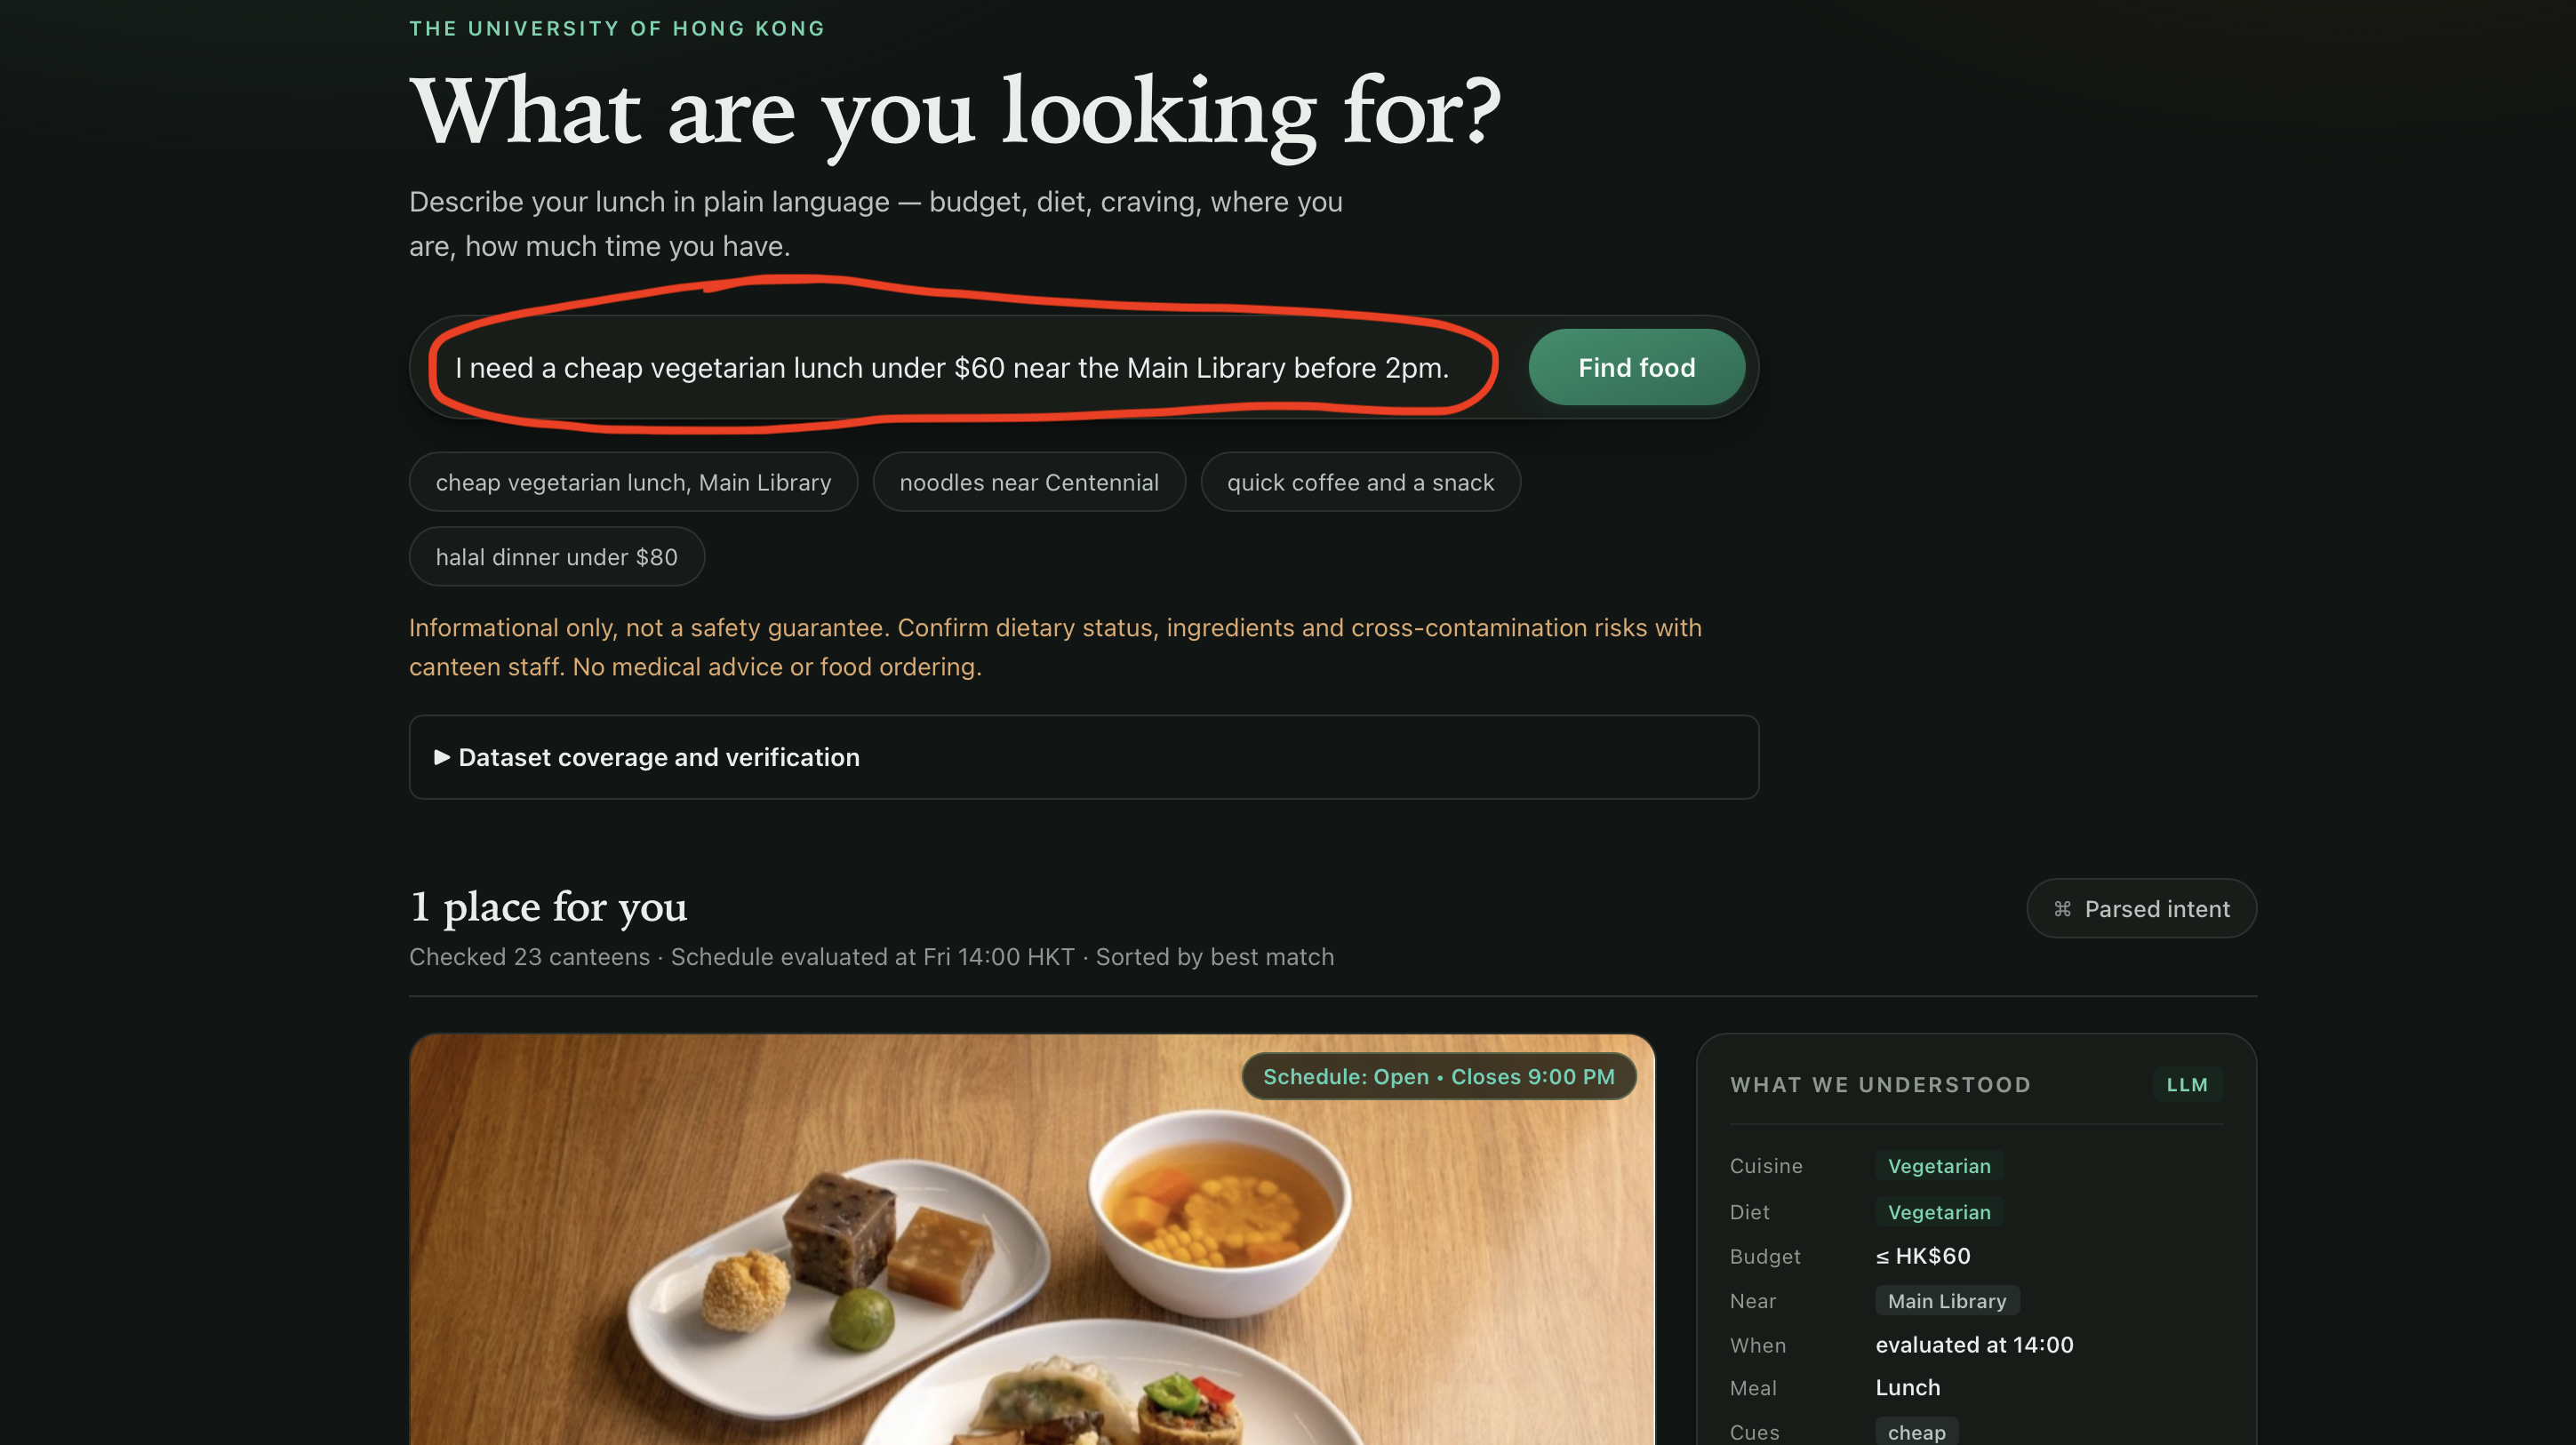 THE UNIVERSITY OF HONG KONG
What are you looking for?
Describe your lunch in plain language — budget, diet, craving, where you
are, how much time you have.
I need a cheap vegetarian lunch under $60 near the Main Library before 2pm.
Find food
cheap vegetarian lunch, Main Library
noodles near Centennial
quick coffee and a snack
halal dinner under $80
Informational only, not a safety guarantee. Confirm dietary status, ingredients and cross-contamination risks with
canteen staff. No medical advice or food ordering.
▶ Dataset coverage and verification
1 place for you
⌘ Parsed intent
Checked 23 canteens · Schedule evaluated at Fri 14:00 HKT · Sorted by best match
Schedule: Open • Closes 9:00 PM
WHAT WE UNDERSTOOD LLM
Cuisine Vegetarian
Diet Vegetarian
Budget ≤ HK$60
Near Main Library
When evaluated at 14:00
Meal Lunch
Cues cheap